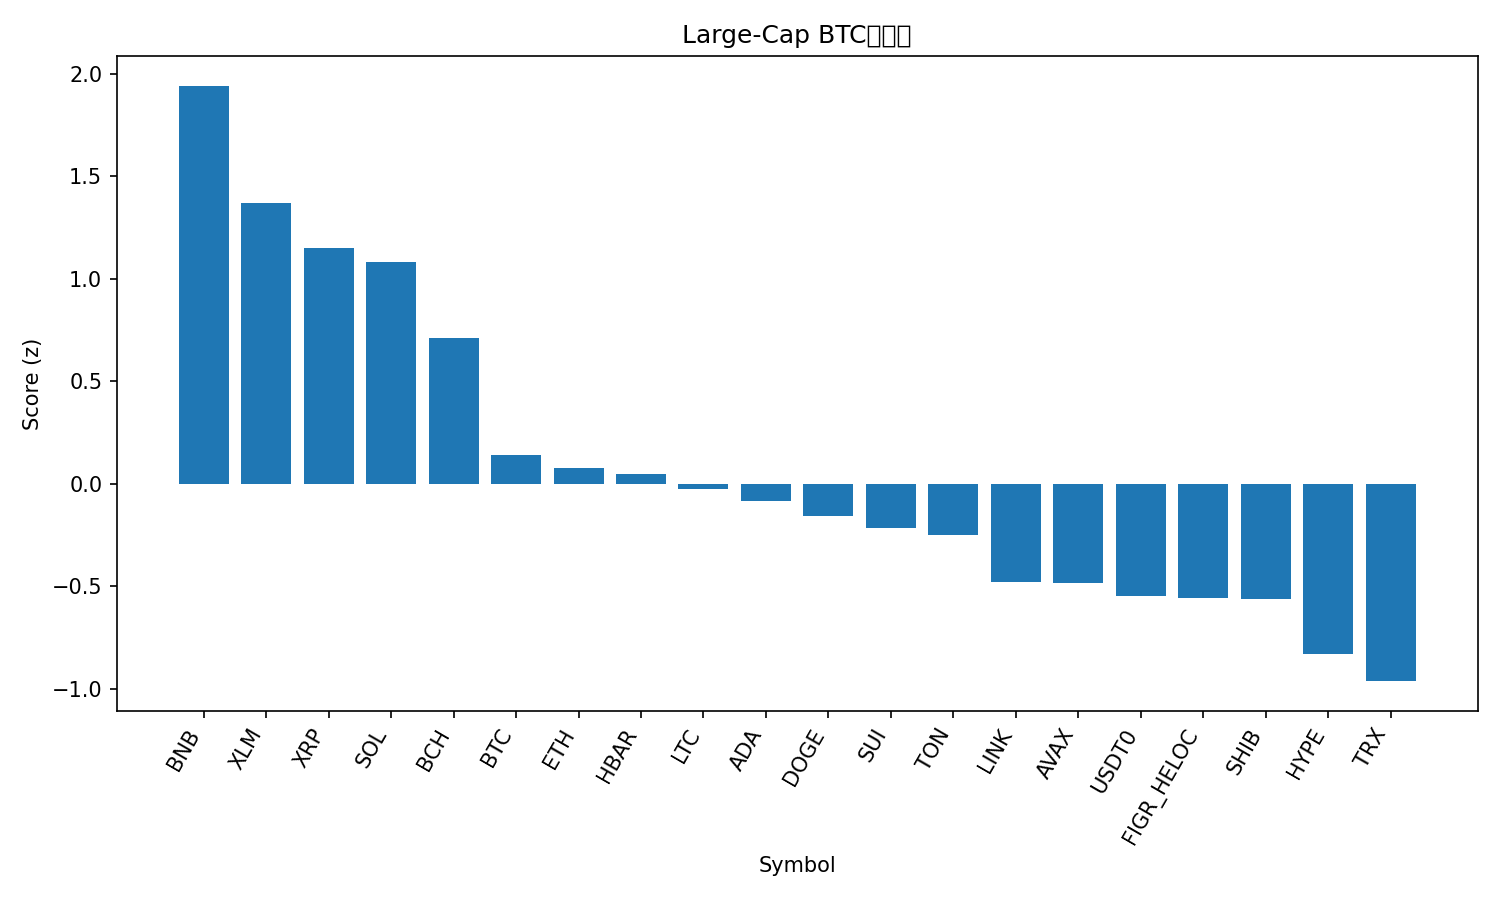 Large-Cap BTC
Score (z)
2.0
1.5
1.0
0.5
0.0
−0.5
−1.0
BNB
XLM
XRP
SOL
BCH
BTC
ETH
HBAR
LTC
ADA
DOGE
SUI
TON
LINK
AVAX
USDT0
FIGR_HELOC
SHIB
HYPE
TRX
Symbol